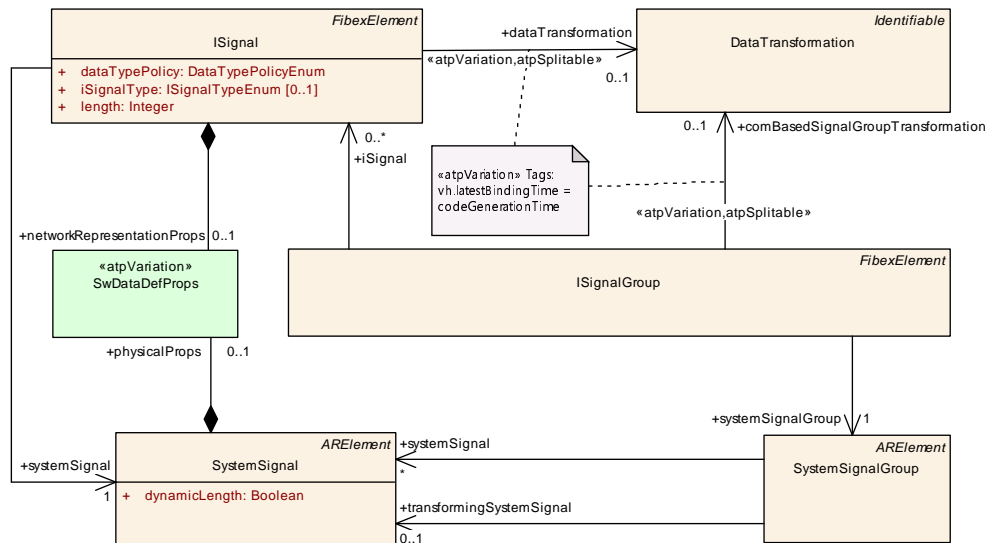 FibexElement
ISignal
+ dataTypePolicy: DataTypePolicyEnum
+ iSignalType: ISignalTypeEnum [0..1]
+ length: Integer
+dataTransformation
«atpVariation,atpSplitable»
0..1
Identifiable
DataTransformation
0..*
+iSignal
0..1
+comBasedSignalGroupTransformation
«atpVariation» Tags:
vh.latestBindingTime =
codeGenerationTime
«atpVariation,atpSplitable»
+networkRepresentationProps
0..1
«atpVariation»
SwDataDefProps
FibexElement
ISignalGroup
+physicalProps
0..1
+systemSignalGroup
1
ARElement
SystemSignal
+ dynamicLength: Boolean
+systemSignal
1
+systemSignal
*
+transformingSystemSignal
0..1
ARElement
SystemSignalGroup